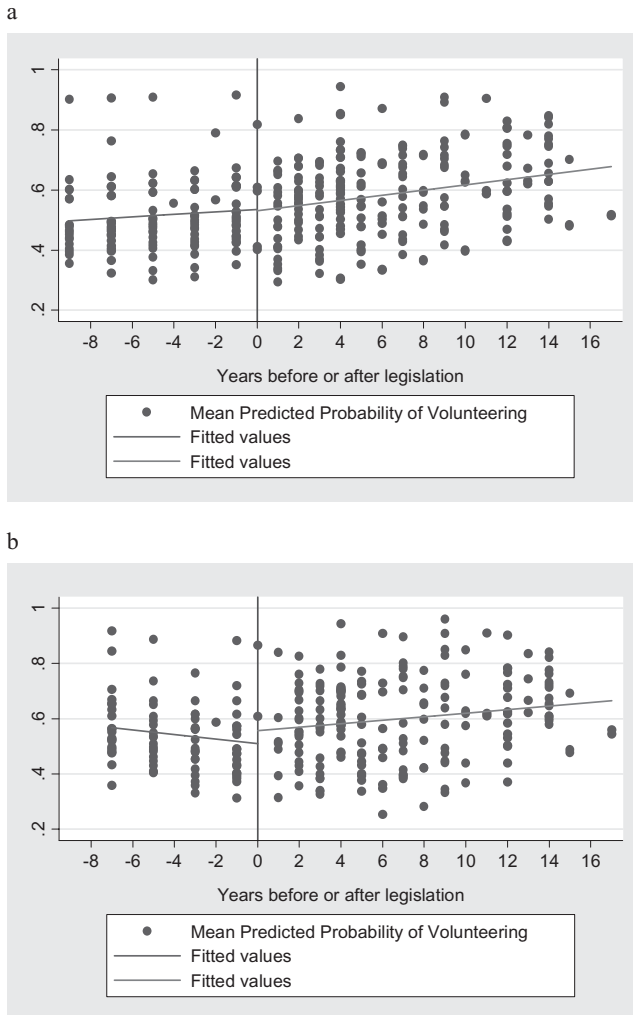 a
1
.8
.6
.4
.2
-8 -6 -4 -2 0 2 4 6 8 10 12 14 16
Years before or after legislation
Mean Predicted Probability of Volunteering
Fitted values
Fitted values
b
1
.8
.6
.4
.2
-8 -6 -4 -2 0 2 4 6 8 10 12 14 16
Years before or after legislation
Mean Predicted Probability of Volunteering
Fitted values
Fitted values